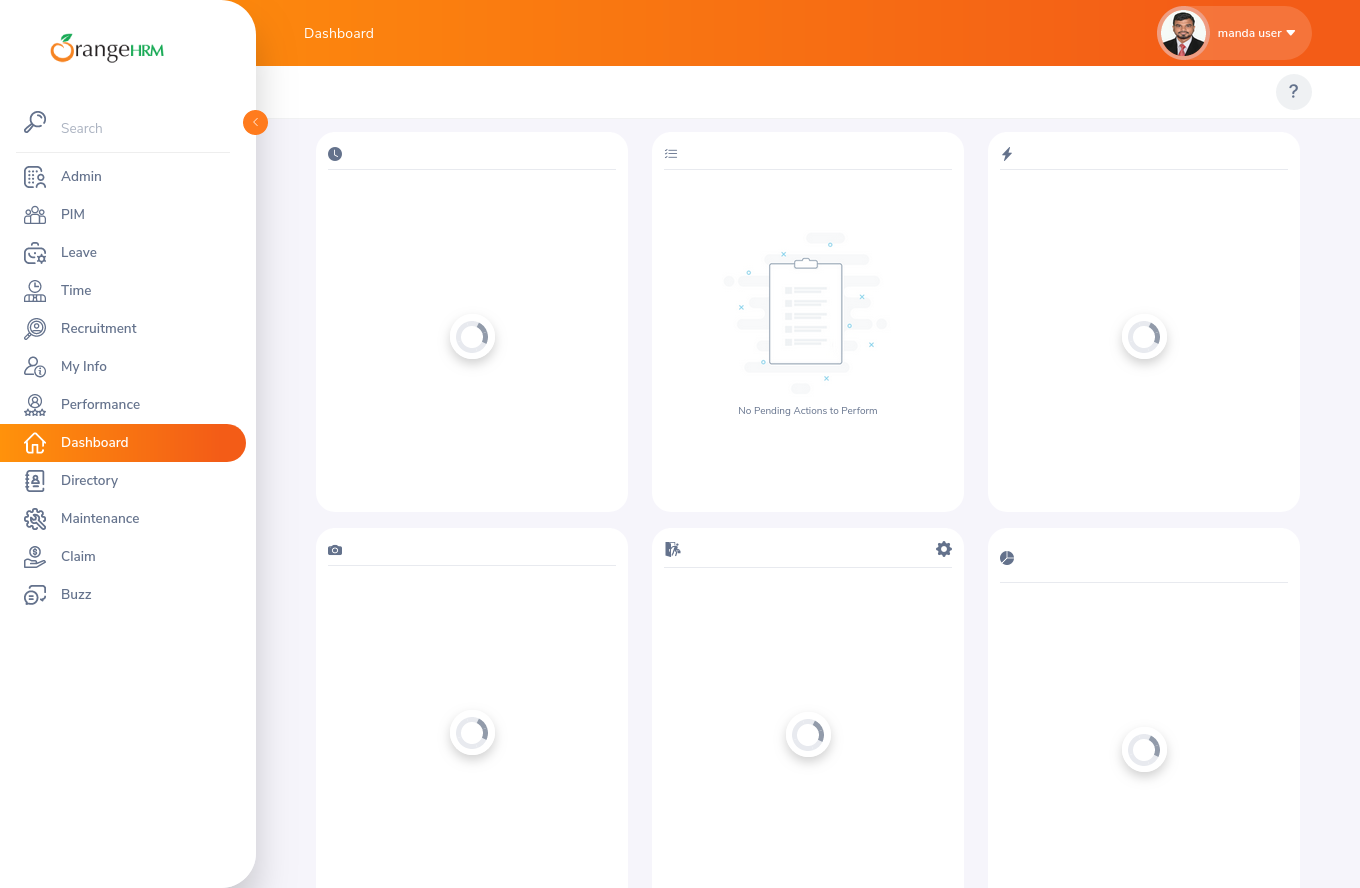 OrangeHRM
Search
Admin
PIM
Leave
Time
Recruitment
My Info
Performance
Dashboard
Directory
Maintenance
Claim
Buzz
Dashboard
manda user
?
No Pending Actions to Perform